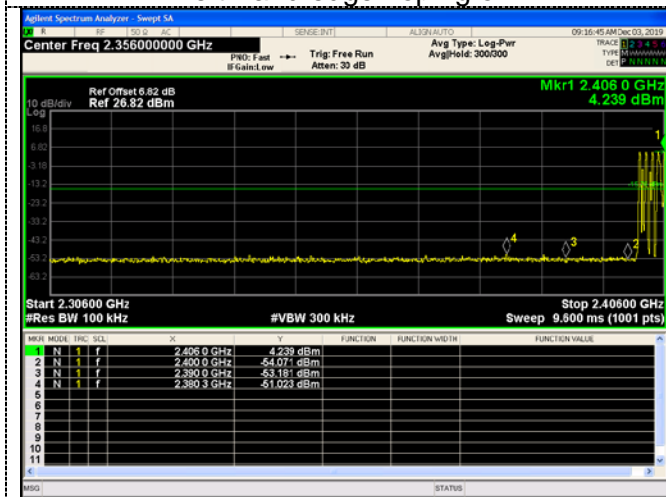 Agilent Spectrum Analyzer - Swept SA
R RF 50 Ω AC SENSE:INT ALIGNAUTO 09:16:45 AM Dec 03, 2019
Center Freq 2.356000000 GHz
PNO: Fast
IFGain:Low
Trig: Free Run
Atten: 30 dB
Avg Type: Log-Pwr
Avg|Hold: 300/300
TRACE 1 2 3 4 5 6
TYPE M
DET P N N N N N
Mkr1 2.406 0 GHz
4.239 dBm
Ref Offset 6.82 dB
10 dB/div Ref 26.82 dBm
Log
16.8
6.82
-3.18
-13.2
-23.2
-33.2
-43.2
-53.2
-63.2
1
4
3
2
Start 2.30600 GHz Stop 2.40600 GHz
#Res BW 100 kHz #VBW 300 kHz Sweep 9.600 ms (1001 pts)
MKR MODE TRC SCL X Y FUNCTION FUNCTION WIDTH FUNCTION VALUE
1 N 1 f 2.406 0 GHz 4.239 dBm
2 N 1 f 2.400 0 GHz -54.071 dBm
3 N 1 f 2.390 0 GHz -53.181 dBm
4 N 1 f 2.380 3 GHz -51.023 dBm
5
6
7
8
9
10
11
MSG STATUS